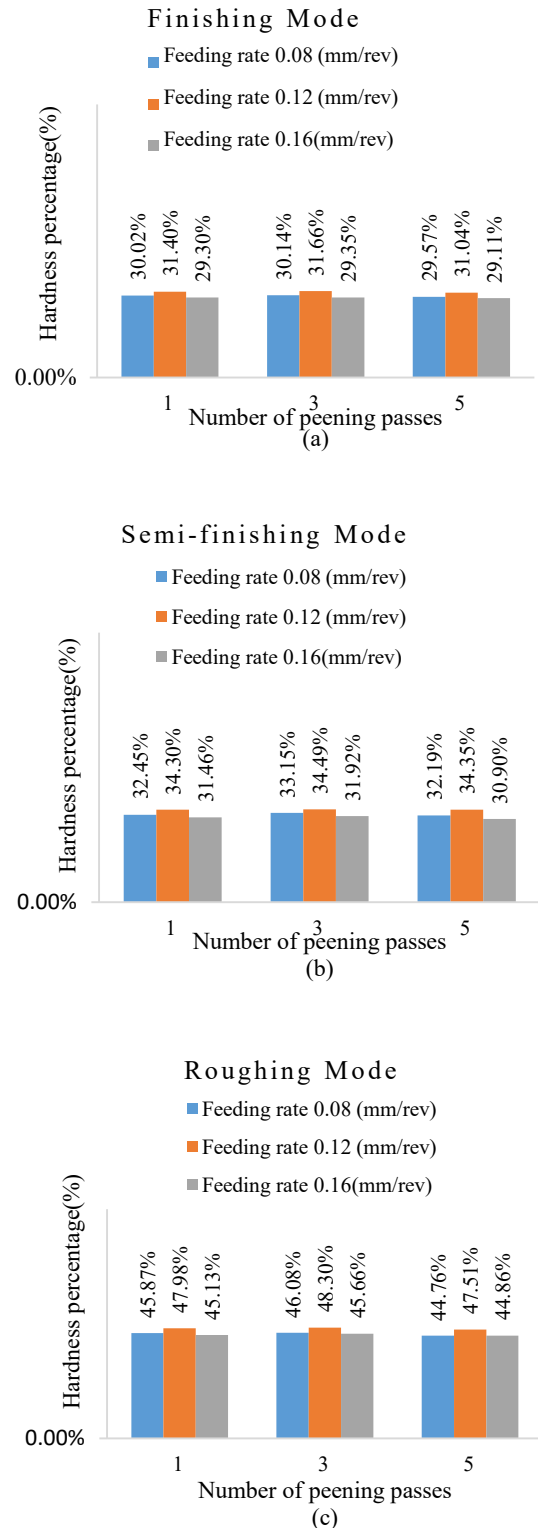 Finishing Mode
Feeding rate 0.08 (mm/rev)
Feeding rate 0.12 (mm/rev)
Feeding rate 0.16(mm/rev)
Hardness percentage(%)
30.02% 31.40% 29.30% 30.14% 31.66% 29.35% 29.57% 31.04% 29.11%
0.00%
1 3 5
Number of peening passes
(a)
Semi-finishing Mode
Feeding rate 0.08 (mm/rev)
Feeding rate 0.12 (mm/rev)
Feeding rate 0.16(mm/rev)
Hardness percentage(%)
32.45% 34.30% 31.46% 33.15% 34.49% 31.92% 32.19% 34.35% 30.90%
0.00%
1 3 5
Number of peening passes
(b)
Roughing Mode
Feeding rate 0.08 (mm/rev)
Feeding rate 0.12 (mm/rev)
Feeding rate 0.16(mm/rev)
Hardness percentage(%)
45.87% 47.98% 45.13% 46.08% 48.30% 45.66% 44.76% 47.51% 44.86%
0.00%
1 3 5
Number of peening passes
(c)